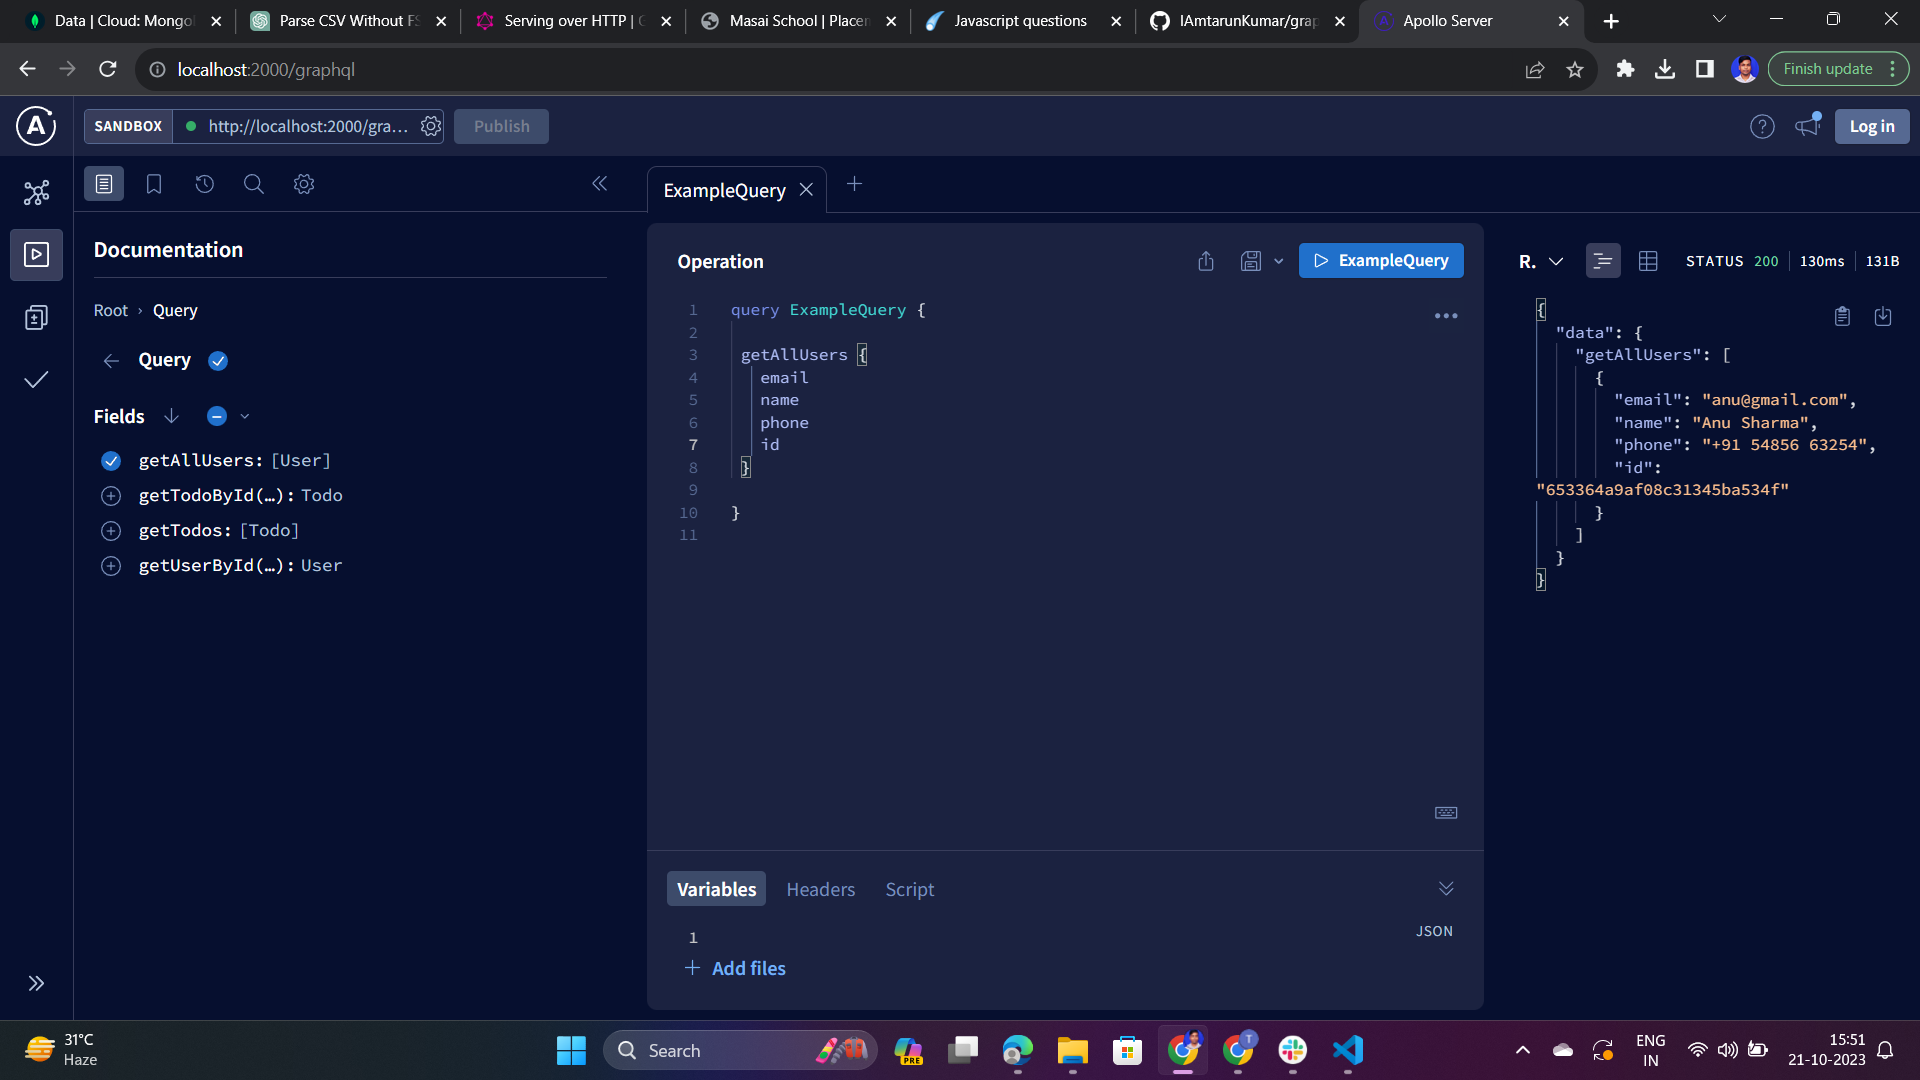 Data | Cloud: Mongo
Parse CSV Without FS
Serving over HTTP | G
Masai School | Placem
Javascript questions
IAmtarunKumar/grap
Apollo Server
localhost:2000/graphql
Finish update
SANDBOX
http://localhost:2000/gra...
Publish
Log in
ExampleQuery
Documentation
Root › Query
Query
Fields
getAllUsers: [User]
getTodoById(…): Todo
getTodos: [Todo]
getUserById(…): User
Operation
ExampleQuery
1 query ExampleQuery {
2
3 getAllUsers {
4 email
5 name
6 phone
7 id
8 }
9
10 }
11
R.
STATUS 200
130ms
131B
{
"data": {
"getAllUsers": [
{
"email": "anu@gmail.com",
"name": "Anu Sharma",
"phone": "+91 54856 63254",
"id":
"653364a9af08c31345ba534f"
}
]
}
}
Variables
Headers
Script
1
JSON
+ Add files
31°C
Haze
Search
PRE
T
ENG
IN
15:51
21-10-2023